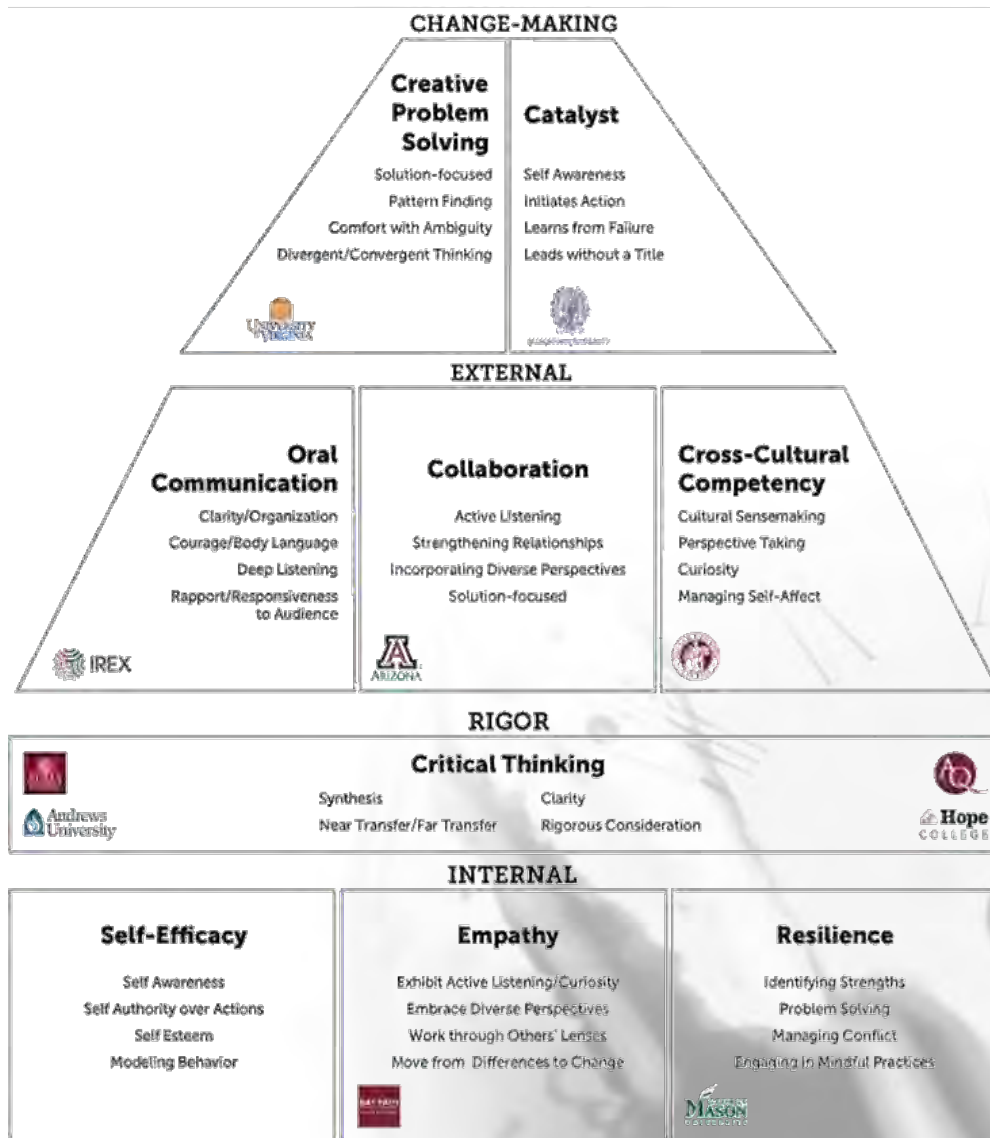 CHANGE-MAKING
Creative
Problem
Solving
Solution-focused
Pattern Finding
Comfort with Ambiguity
Divergent/Convergent Thinking
UNIVERSITY
VIRGINIA
Catalyst
Self Awareness
Initiates Action
Learns from Failure
Leads without a Title
EXTERNAL
Oral
Communication
Clarity/Organization
Courage/Body Language
Deep Listening
Rapport/Responsiveness
to Audience
IREX
Collaboration
Active Listening
Strengthening Relationships
Incorporating Diverse Perspectives
Solution-focused
A
ARIZONA
Cross-Cultural
Competency
Cultural Sensemaking
Perspective Taking
Curiosity
Managing Self-Affect
RIGOR
Critical Thinking
Synthesis
Near Transfer/Far Transfer
Clarity
Rigorous Consideration
Andrews
University
AQ
Hope
COLLEGE
INTERNAL
Self-Efficacy
Self Awareness
Self Authority over Actions
Self Esteem
Modeling Behavior
Empathy
Exhibit Active Listening/Curiosity
Embrace Diverse Perspectives
Work through Others' Lenses
Move from Differences to Change
BAY PATH
Resilience
Identifying Strengths
Problem Solving
Managing Conflict
Engaging in Mindful Practices
MASON